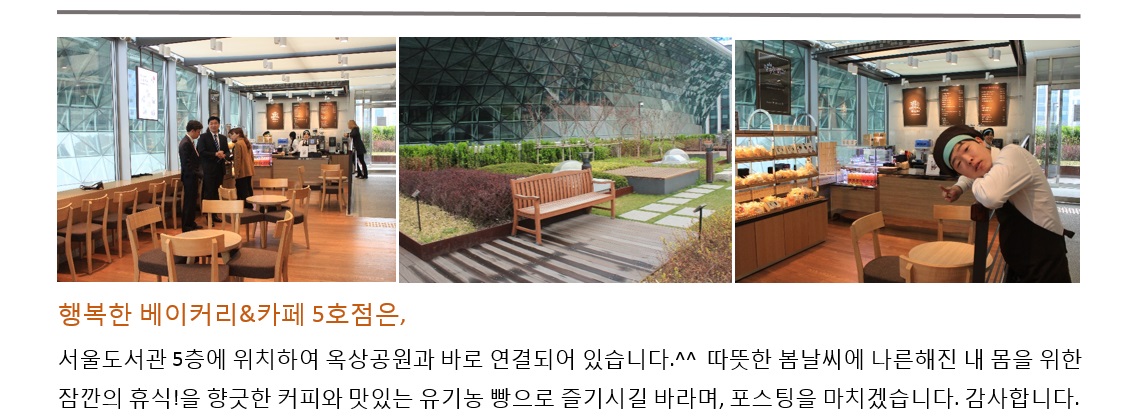 행복한 베이커리&카페 5호점은,
서울도서관 5층에 위치하여 옥상공원과 바로 연결되어 있습니다.^^ 따뜻한 봄날씨에 나른해진 내 몸을 위한
잠깐의 휴식!을 향긋한 커피와 맛있는 유기농 빵으로 즐기시길 바라며, 포스팅을 마치겠습니다. 감사합니다.